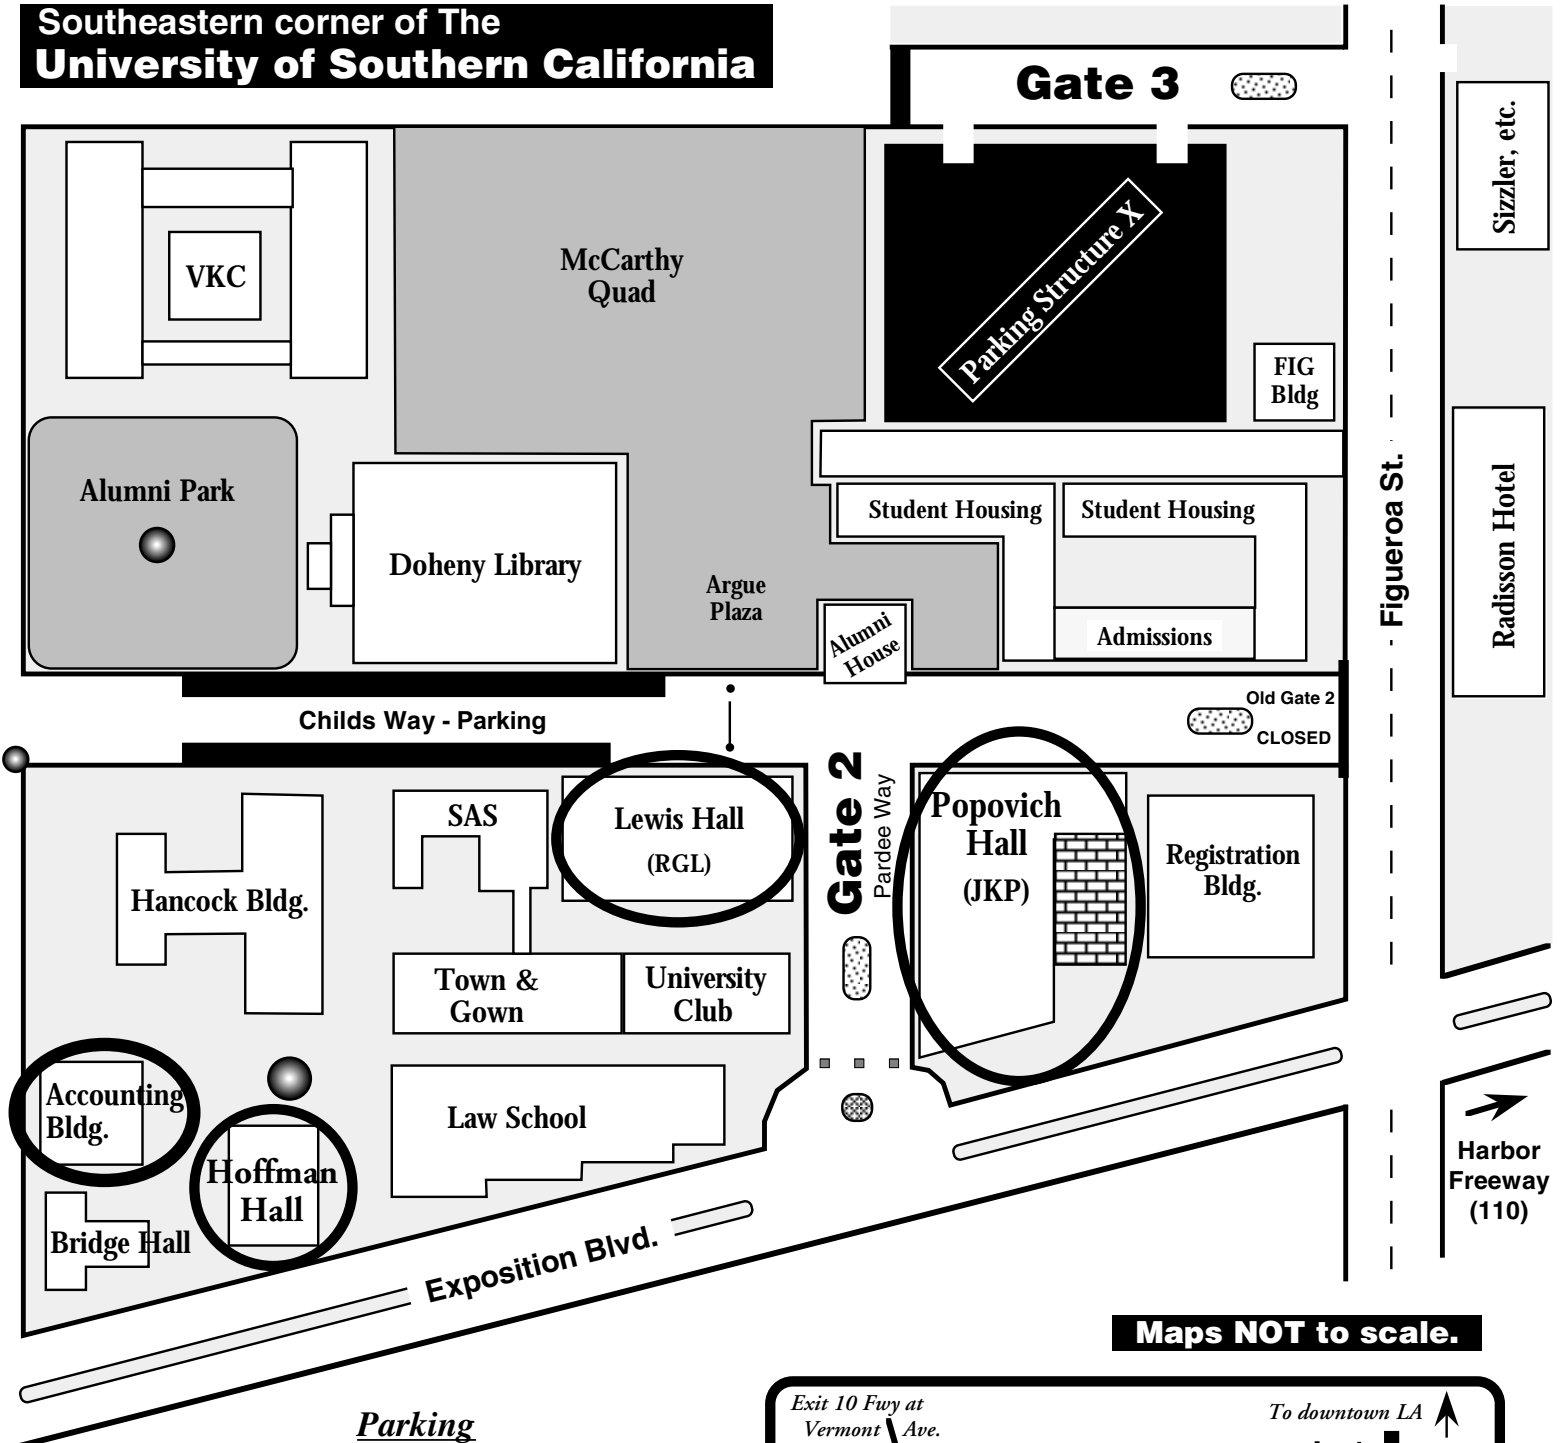 Southeastern corner of The
University of Southern California
Gate 3
Sizzler, etc.
VKC
McCarthy
Quad
Parking Structure X
FIG
Bldg
Alumni Park
Doheny Library
Student Housing
Student Housing
Figueroa St.
Radisson Hotel
Argue
Plaza
Alumni
House
Admissions
Childs Way - Parking
Old Gate 2
CLOSED
SAS
Lewis Hall
(RGL)
Gate 2
Pardee Way
Popovich
Hall
(JKP)
Registration
Bldg.
Hancock Bldg.
Town &
Gown
University
Club
Accounting
Bldg.
Law School
Hoffman
Hall
Bridge Hall
Exposition Blvd.
Harbor
Freeway
(110)
Maps NOT to scale.
Parking
Exit 10 Fwy at
Vermont Ave.
To downtown LA